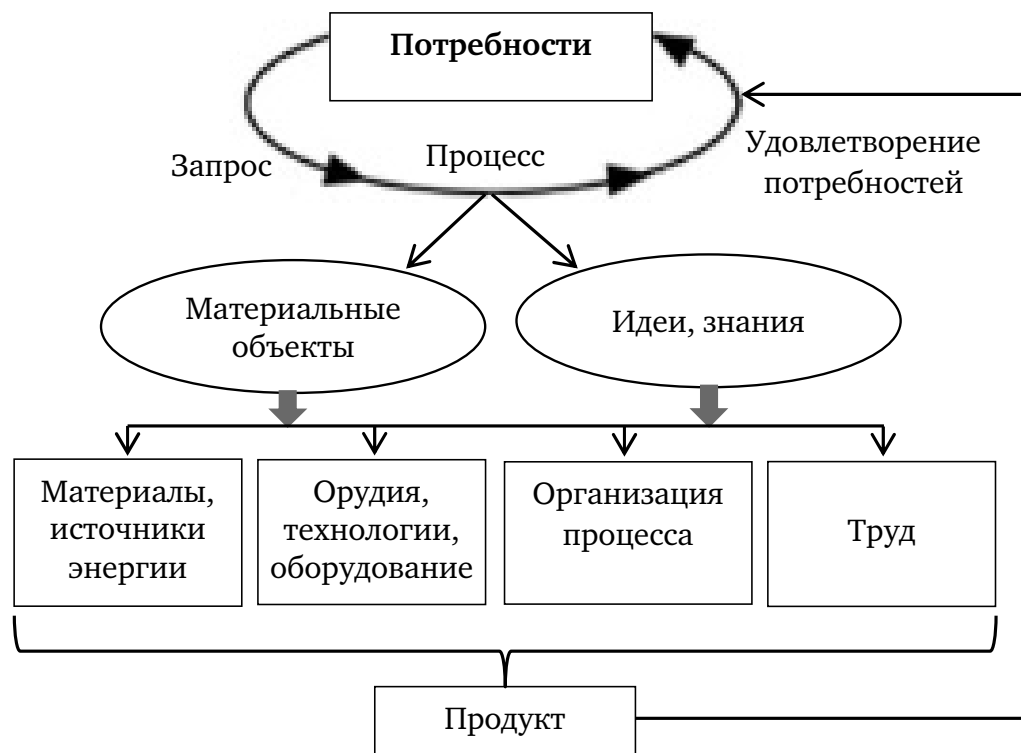 Потребности
Запрос
Процесс
Удовлетворение
потребностей
Материальные
объекты
Идеи, знания
Материалы,
источники
энергии
Орудия,
технологии,
оборудование
Организация
процесса
Труд
Продукт